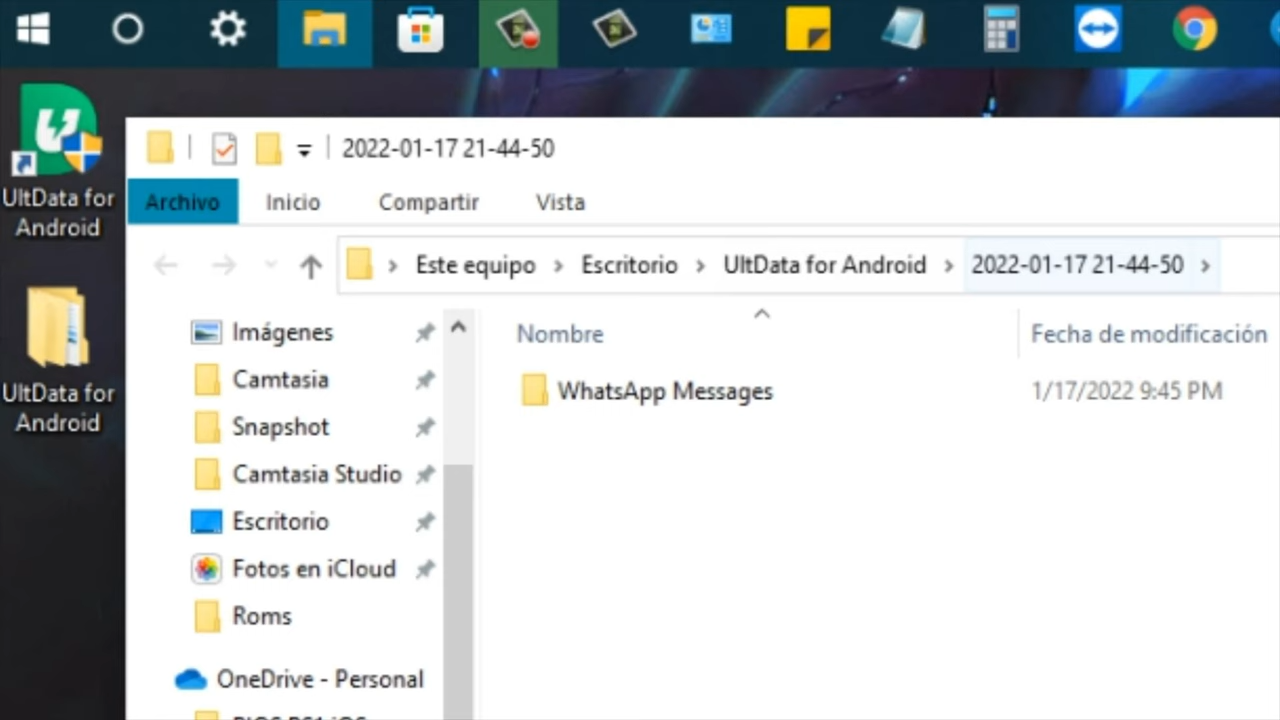 2022-01-17 21-44-50
Archivo Inicio Compartir Vista
Este equipo Escritorio UltData for Android 2022-01-17 21-44-50
UltData for
Android
UltData for
Android
Imágenes
Camtasia
Snapshot
Camtasia Studio
Escritorio
Fotos en iCloud
Roms
OneDrive - Personal
Nombre Fecha de modificación
WhatsApp Messages 1/17/2022 9:45 PM